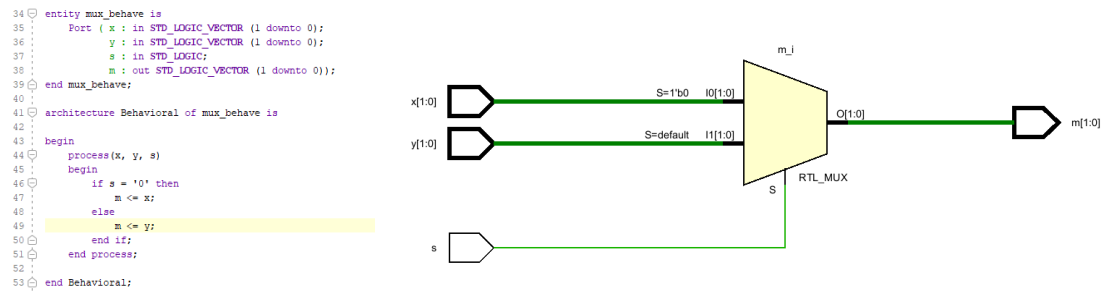 34 entity mux_behave is
35 Port ( x : in STD_LOGIC_VECTOR (1 downto 0);
36 y : in STD_LOGIC_VECTOR (1 downto 0);
37 s : in STD_LOGIC;
38 m : out STD_LOGIC_VECTOR (1 downto 0));
39 end mux_behave;
40
41 architecture Behavioral of mux_behave is
42
43 begin
44 process(x, y, s)
45 begin
46 if s = '0' then
47 m <= x;
48 else
49 m <= y;
50 end if;
51 end process;
52
53 end Behavioral;
m_i
x[1:0] S=1'b0 I0[1:0]
O[1:0] m[1:0]
y[1:0] S=default I1[1:0]
S RTL_MUX
s